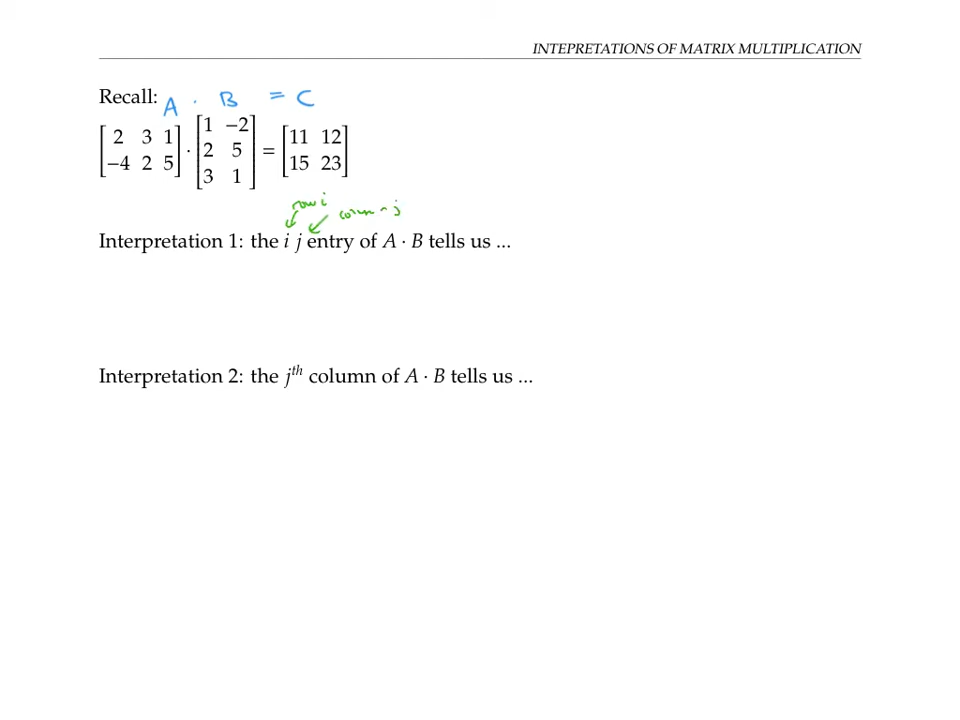 INTEPRETATIONS OF MATRIX MULTIPLICATION
Recall:
A · B = C
[2 3 1] [1 −2] [11 12]
[−4 2 5] · [2 5] = [15 23]
[3 1]
row i column j
Interpretation 1: the i j entry of A · B tells us ...
Interpretation 2: the j^th column of A · B tells us ...